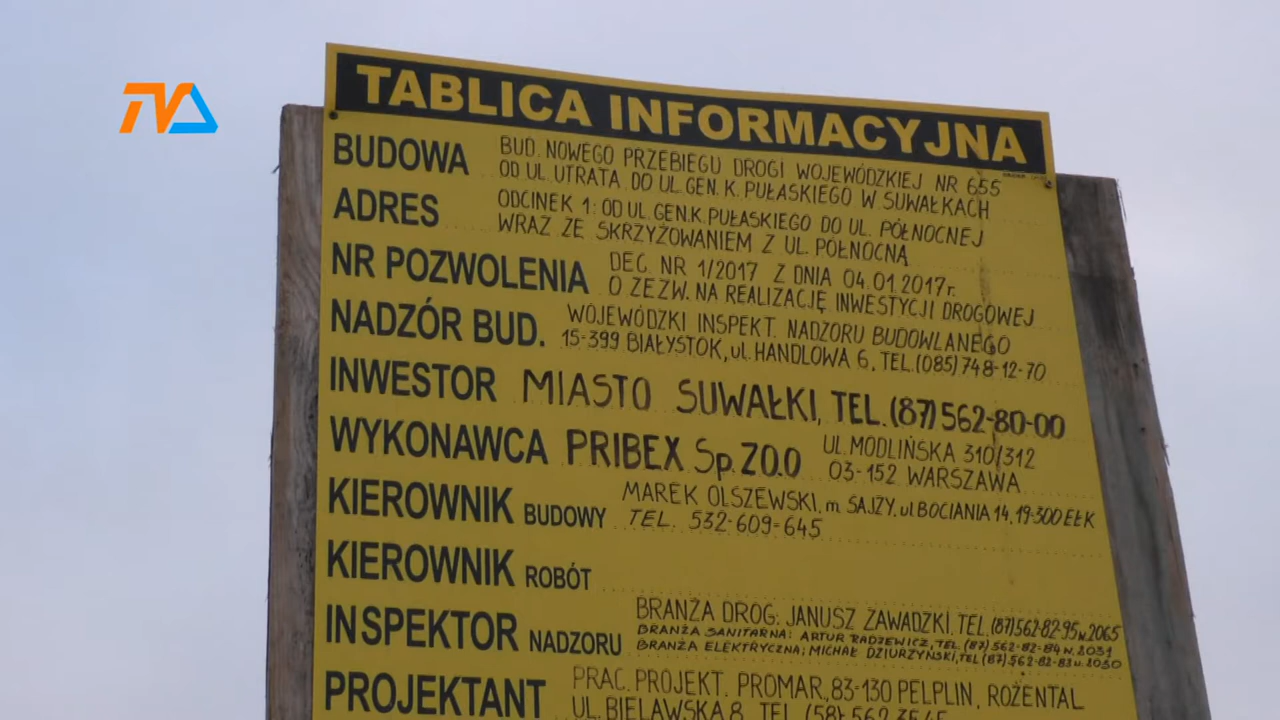 TVA
TABLICA INFORMACYJNA
BUDOWA BUD. NOWEGO PRZEBIEGU DROGI WOJEWÓDZKIEJ NR 655
OD UL. UTRATA DO UL. GEN. K. PUŁASKIEGO W SUWAŁKACH
ADRES ODCINEK 1: OD UL. GEN. K. PUŁASKIEGO DO UL. PÓŁNOCNEJ
WRAZ ZE SKRZYŻOWANIEM Z UL. PÓŁNOCNĄ
NR POZWOLENIA DEC. NR 1/2017 Z DNIA 04.01.2017r.
O ZEZW. NA REALIZACJĘ INWESTYCJI DROGOWEJ
NADZÓR BUD. WOJEWÓDZKI INSPEKT. NADZORU BUDOWLANEGO
15-399 BIAŁYSTOK, ul. HANDLOWA 6, TEL. (085) 748-12-70
INWESTOR MIASTO SUWAŁKI, TEL. (87) 562-80-00
WYKONAWCA PRIBEX Sp. ZO.O UL. MODLIŃSKA 310/312
03-152 WARSZAWA
KIEROWNIK BUDOWY MAREK OLSZEWSKI, m. SAJZY, ul BOCIANIA 14, 19-300 EŁK
TEL. 532-609-645
KIEROWNIK ROBÓT
INSPEKTOR NADZORU BRANŻA DROG: JANUSZ ZAWADZKI, TEL. (87) 562-82-95 w. 2065
BRANŻA SANITARNA: ARTUR RADZEWICZ, TEL. (87) 562-82-84 w. 2031
BRANŻA ELEKTRYCZNA; MICHAŁ DZIURZYŃSKI, TEL (87) 562-82-83 w. 2030
PROJEKTANT PRAC. PROJEKT. PROMAR, 83-130 PELPLIN, ROŻENTAL
UL. BIELAWSKA 8, TEL. (58) 562